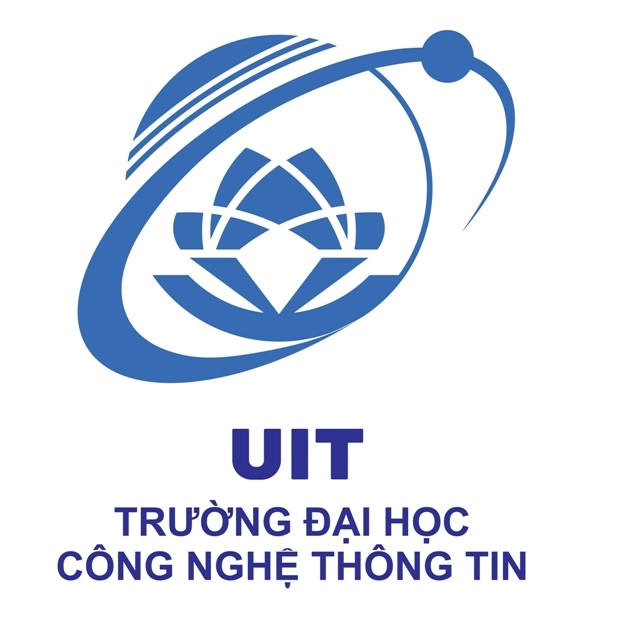 UIT
TRƯỜNG ĐẠI HỌC
CÔNG NGHỆ THÔNG TIN